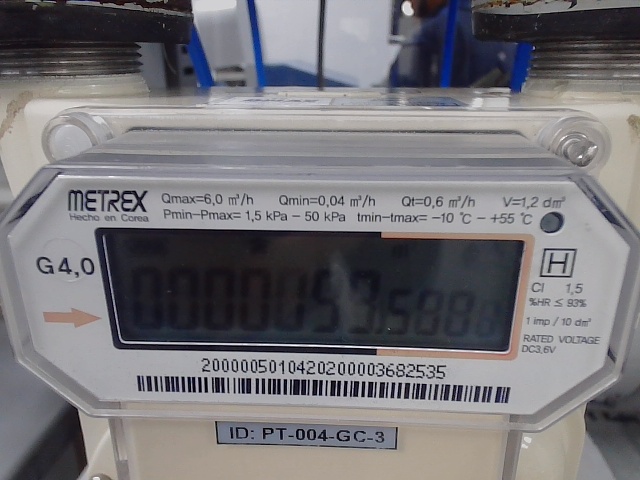 METREX
Hecho en Corea
Qmax=6,0 m³/h Qmin=0,04 m³/h Qt=0,6 m³/h V=1,2 dm³
Pmin-Pmax= 1,5 kPa - 50 kPa tmin-tmax= -10 °C - +55 °C
G4,0
H
Cl 1,5
%HR ≤ 93%
1 imp / 10 dm³
RATED VOLTAGE
DC3,6V
20000050104202000036825​35
ID: PT-004-GC-3